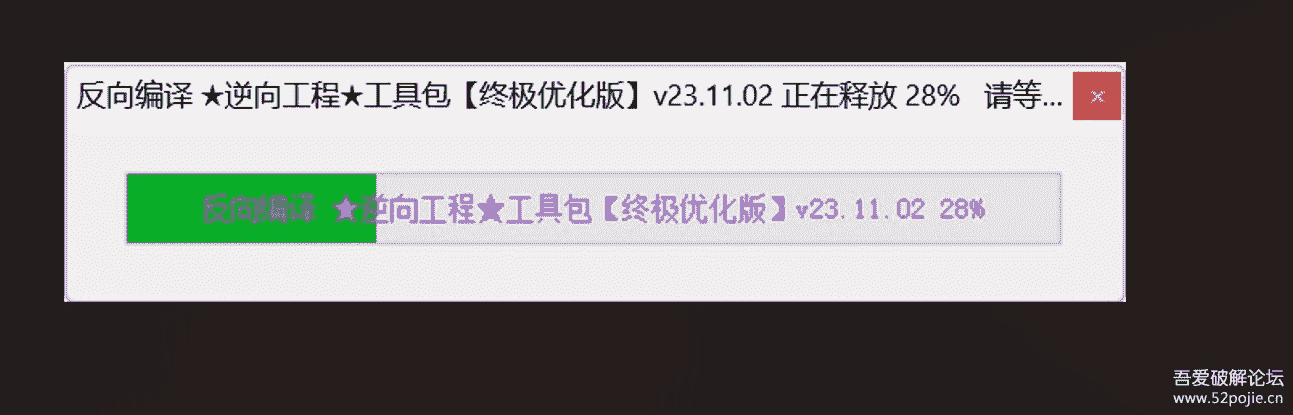 反向编译 ★逆向工程★工具包【终极优化版】v23.11.02 正在释放 28% 请等...
反向编译 ★逆向工程★工具包【终极优化版】v23.11.02 28%
吾爱破解论坛
www.52pojie.cn